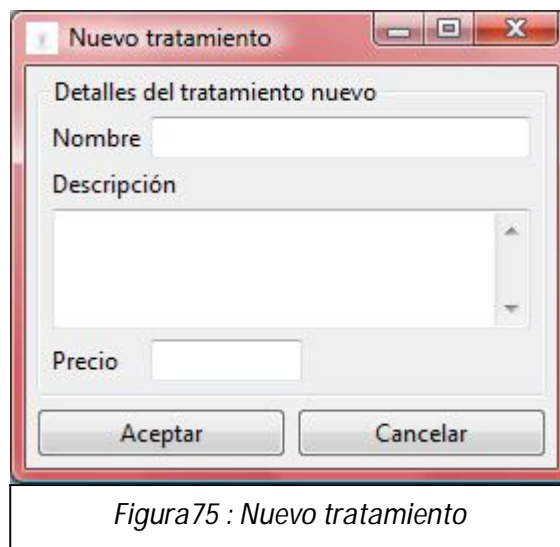 Nuevo tratamiento
Detalles del tratamiento nuevo
Nombre
Descripción
Precio
Aceptar Cancelar
Figura75 : Nuevo tratamiento